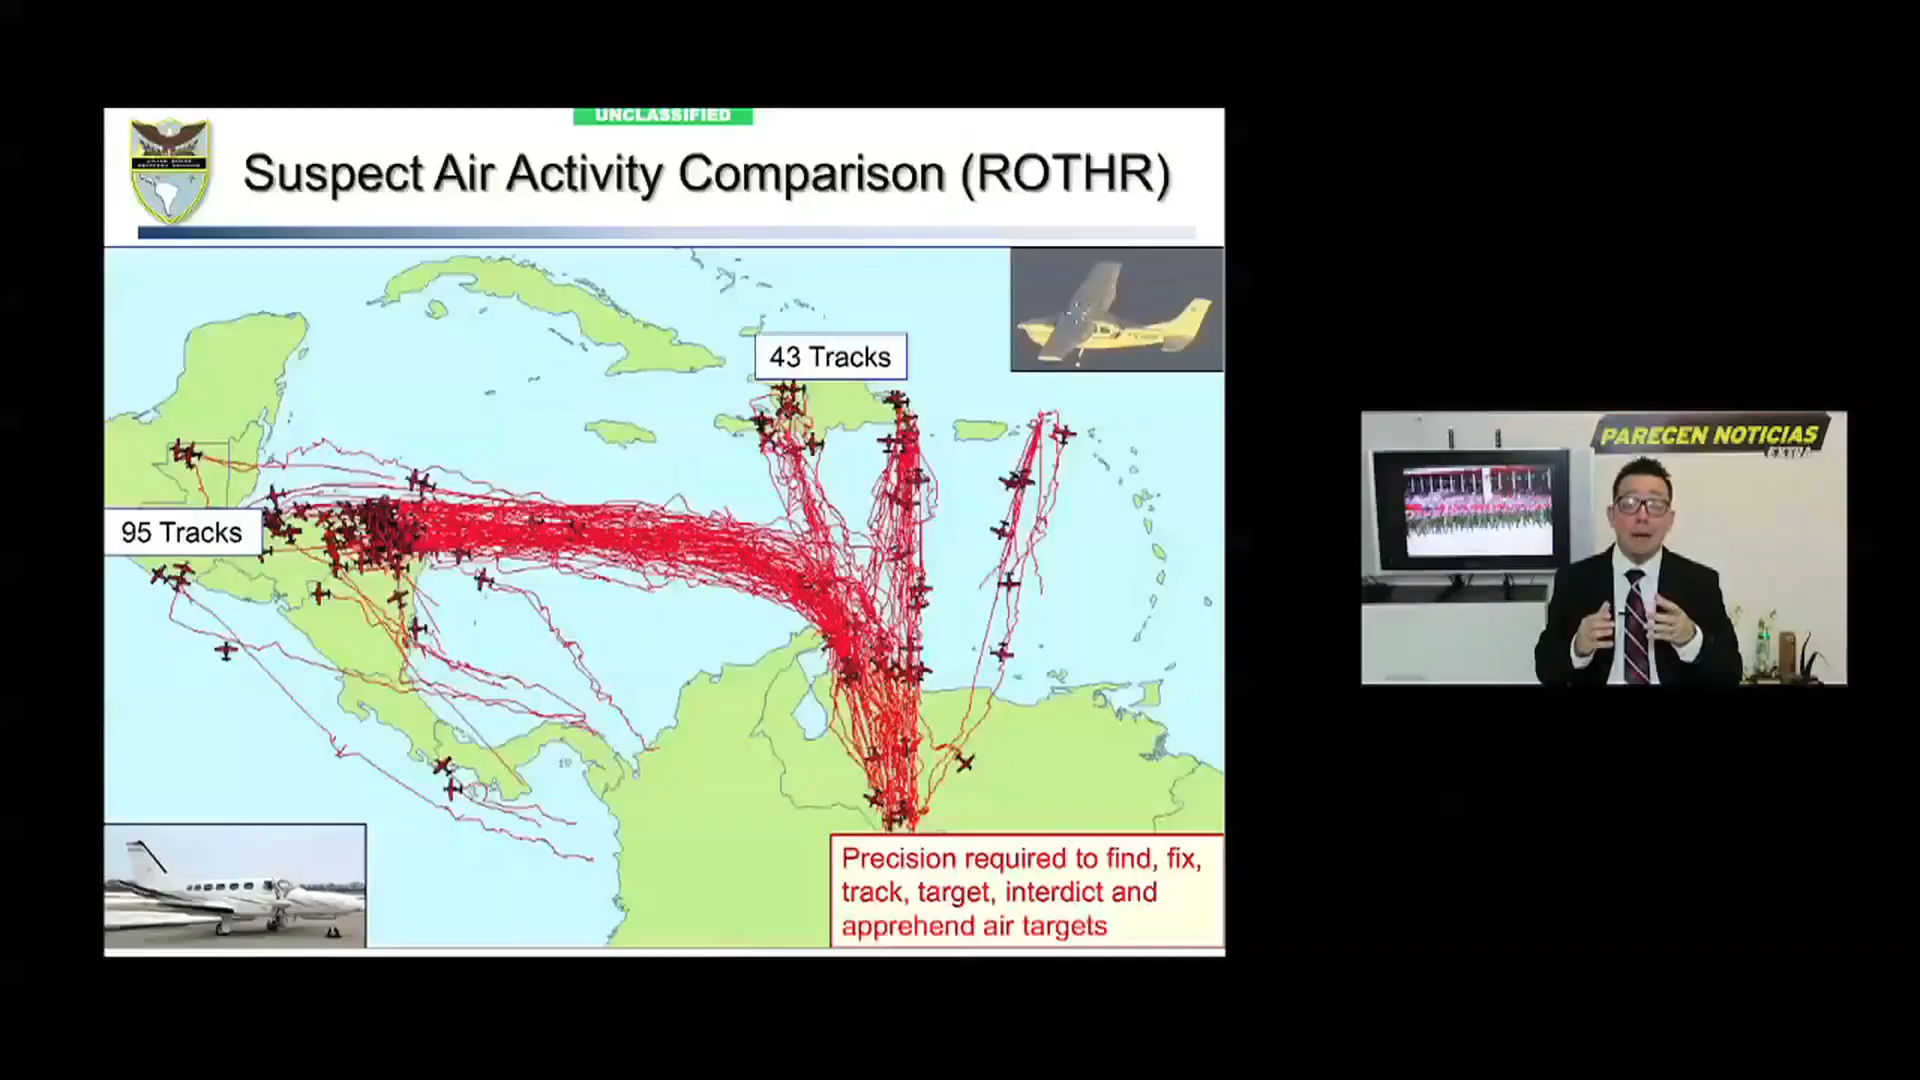 UNCLASSIFIED
Suspect Air Activity Comparison (ROTHR)
43 Tracks
95 Tracks
Precision required to find, fix,
track, target, interdict and
apprehend air targets
PARECEN NOTICIAS
EXTRA